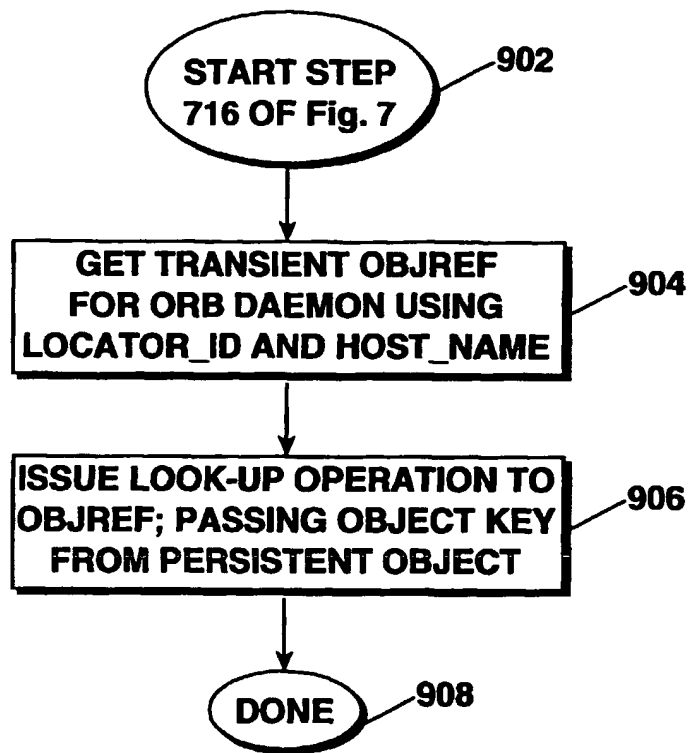 START STEP
716 OF Fig. 7
902
GET TRANSIENT OBJREF
FOR ORB DAEMON USING
LOCATOR_ID AND HOST_NAME
904
ISSUE LOOK-UP OPERATION TO
OBJREF; PASSING OBJECT KEY
FROM PERSISTENT OBJECT
906
DONE
908